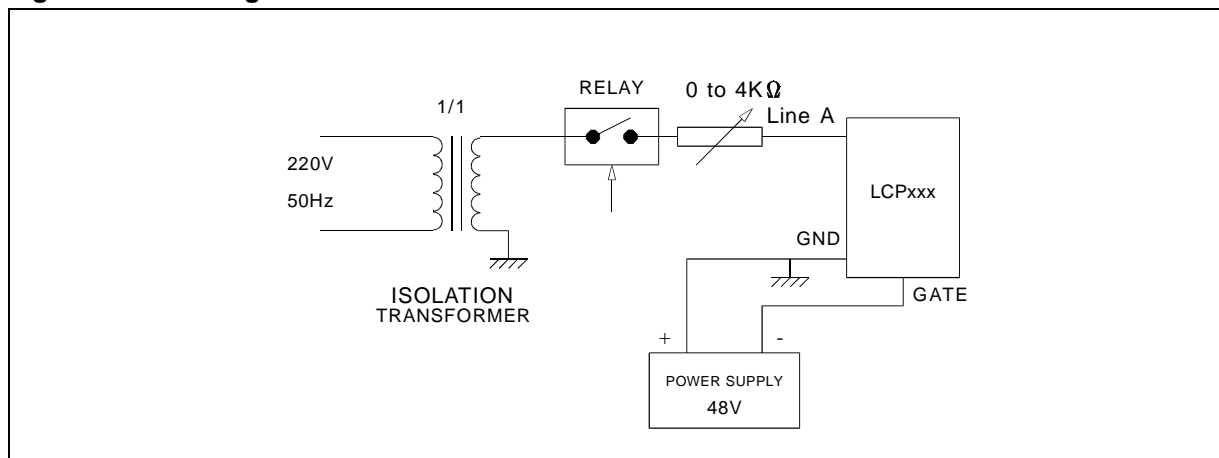 1/1
220V
50Hz
ISOLATION
TRANSFORMER
RELAY
0 to 4KΩ
Line A
LCPxxx
GND
GATE
+ -
POWER SUPPLY
48V